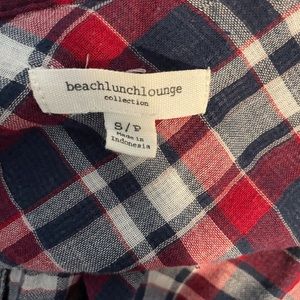 beachlunchlounge
collection
S/P
Made in
Indonesia